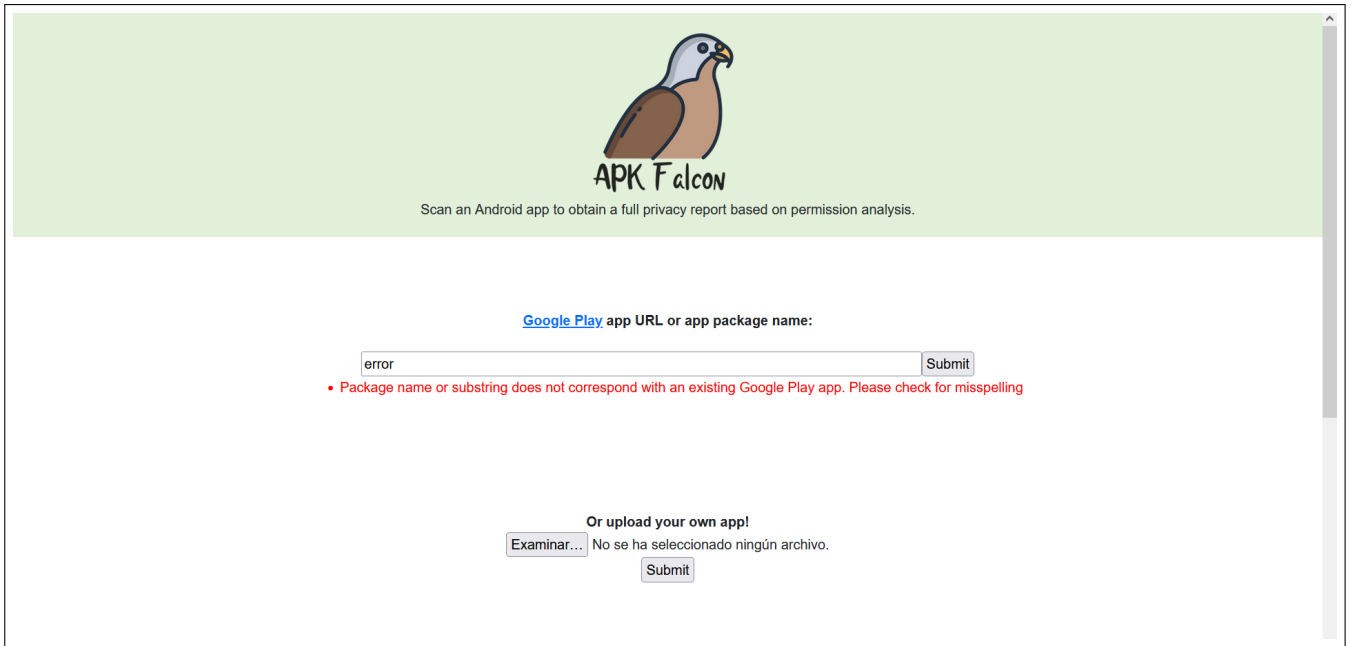 APK Falcon
Scan an Android app to obtain a full privacy report based on permission analysis.
Google Play app URL or app package name:
error Submit
• Package name or substring does not correspond with an existing Google Play app. Please check for misspelling
Or upload your own app!
Examinar... No se ha seleccionado ningún archivo.
Submit